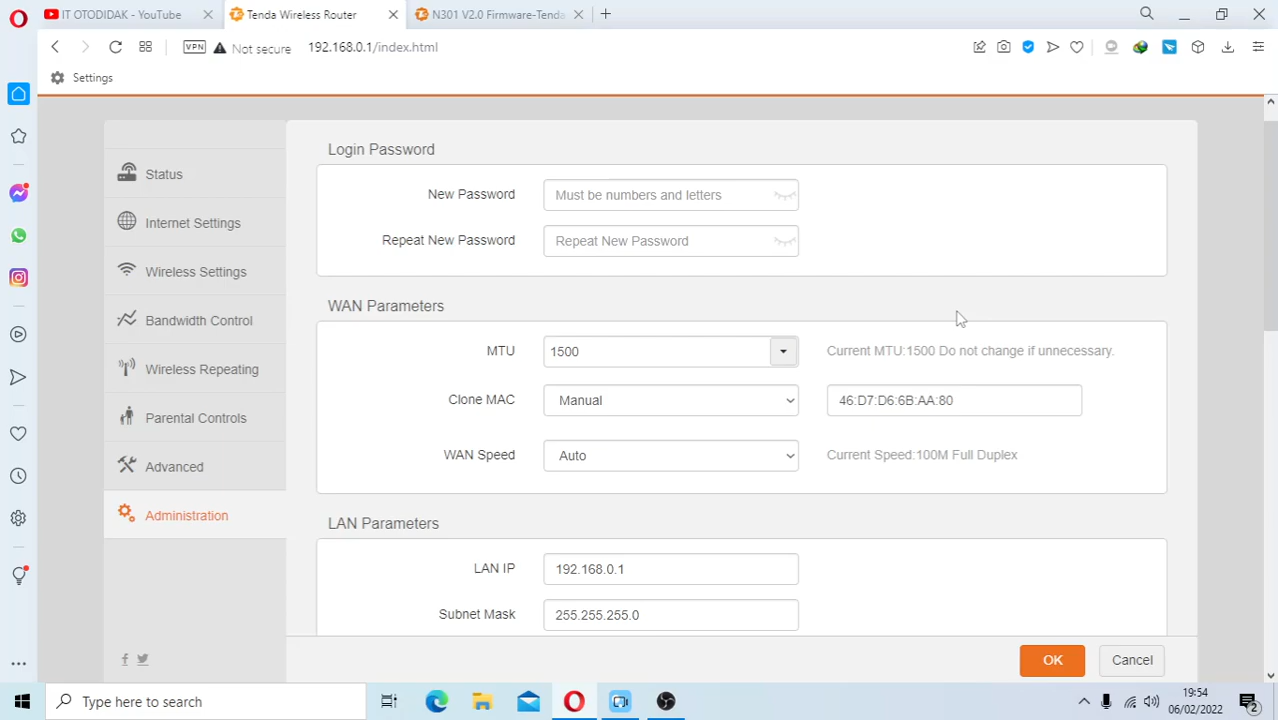 IT OTODIDAK - YouTube
Tenda Wireless Router
N301 V2.0 Firmware-Tenda
VPN
Not secure
192.168.0.1/index.html
Settings
Status
Internet Settings
Wireless Settings
Bandwidth Control
Wireless Repeating
Parental Controls
Advanced
Administration
Login Password
New Password
Must be numbers and letters
Repeat New Password
Repeat New Password
WAN Parameters
MTU
1500
Current MTU:1500 Do not change if unnecessary.
Clone MAC
Manual
46:D7:D6:6B:AA:80
WAN Speed
Auto
Current Speed:100M Full Duplex
LAN Parameters
LAN IP
192.168.0.1
Subnet Mask
255.255.255.0
OK
Cancel
Type here to search
19:54
06/02/2022
2